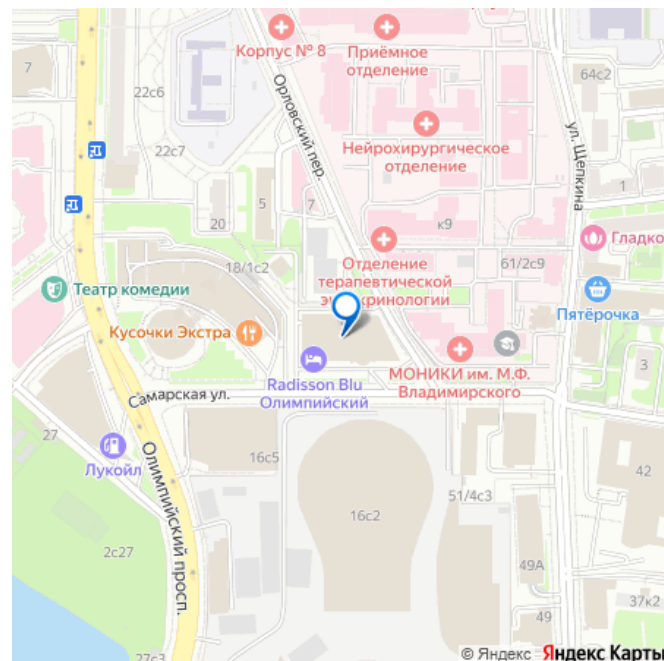 Корпус № 8
Приёмное
отделение
64с2
7
22с6
Орловский пер.
Нейрохирургическое
отделение
ул. Щепкина
22с7
1
20
5
7
к9
Гладко
18/1с2
Отделение
терапевтической
эндокринологии
61/2с9
Театр комедии
Пятёрочка
Кусочки Экстра
3
Radisson Blu
Олимпийский
МОНИКИ им. М.Ф.
Владимирского
Самарская ул.
27
Лукойл
Олимпийский просп.
16с5
42
51/4с3
16с2
2с27
49А
37к2
49
27с3
© Яндекс Яндекс Карты